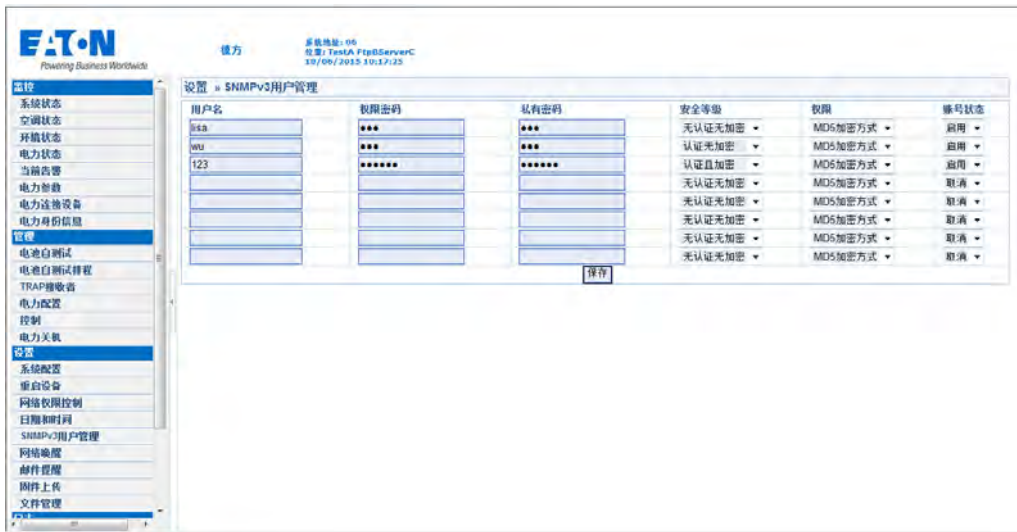 EATON
Powering Business Worldwide
系统地址: 06
位置: TestA FtpBServerC
10/06/2015 10:17:25
监控
系统状态
空调状态
环境状态
电力状态
当前告警
电力参数
电力连接设备
电力身份信息
管理
电池自测试
电池自测试排程
TRAP接收者
电力配置
控制
电力关机
设置
系统配置
重启设备
网络权限控制
日期和时间
SNMPv3用户管理
网络唤醒
邮件提醒
固件上传
文件管理
日志
设置 » SNMPv3用户管理
用户名 权限密码 私有密码 安全等级 权限 账号状态
lisa ●●● ●●● 无认证无加密 MD5加密方式 启用
wu ●●● ●●● 认证无加密 MD5加密方式 启用
123 ●●●●●● ●●●●●● 认证且加密 MD5加密方式 启用
无认证无加密 MD5加密方式 取消
无认证无加密 MD5加密方式 取消
无认证无加密 MD5加密方式 取消
无认证无加密 MD5加密方式 取消
无认证无加密 MD5加密方式 取消
保存